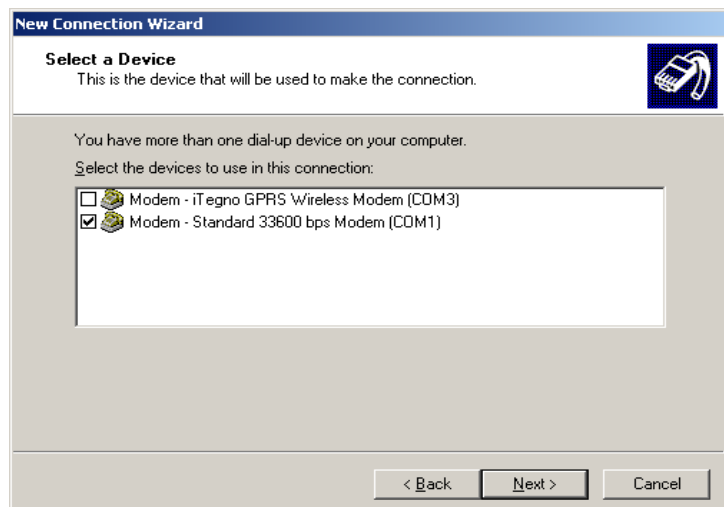 New Connection Wizard
Select a Device
This is the device that will be used to make the connection.
You have more than one dial-up device on your computer.
Select the devices to use in this connection:
Modem - iTegno GPRS Wireless Modem (COM3)
Modem - Standard 33600 bps Modem (COM1)
< Back Next > Cancel